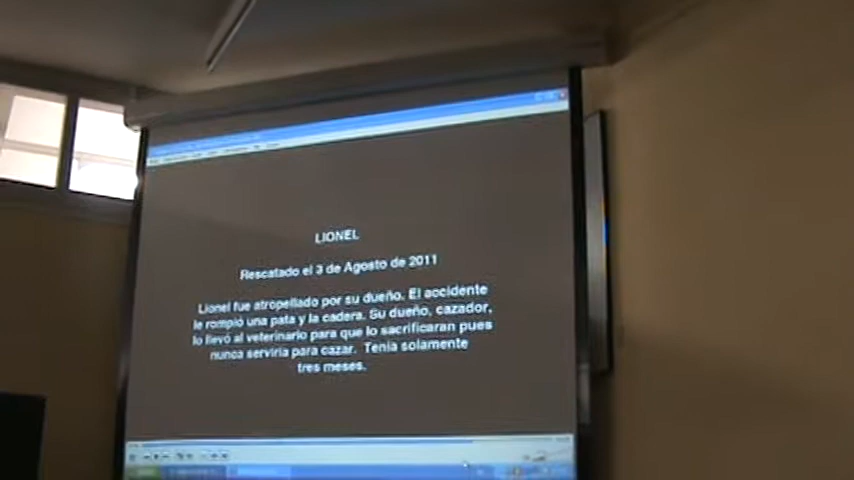 LIONEL
Rescatado el 3 de Agosto de 2011
Lionel fue atropellado por su dueño. El accidente
le rompió una pata y la cadera. Su dueño, cazador,
lo llevó al veterinario para que lo sacrificaran pues
nunca serviría para cazar. Tenía solamente
tres meses.